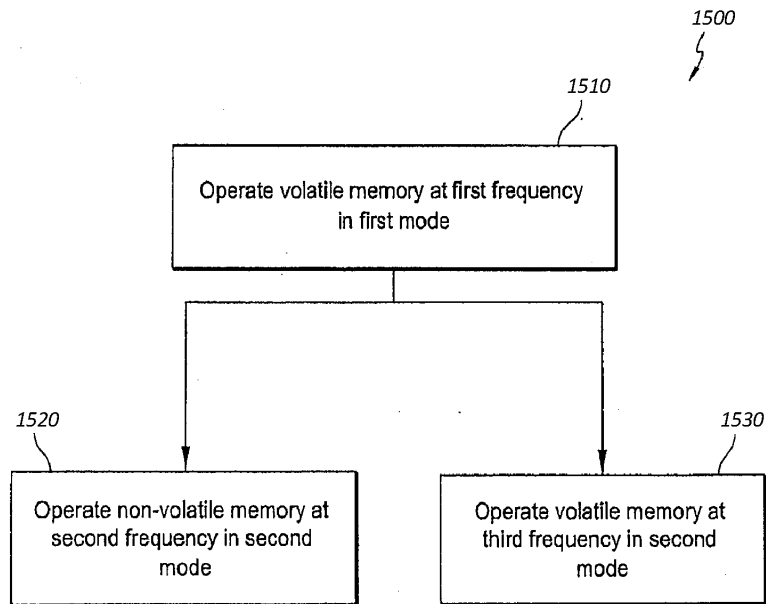 1500
1510
Operate volatile memory at first frequency
in first mode
1520
1530
Operate non-volatile memory at
second frequency in second
mode
Operate volatile memory at
third frequency in second
mode